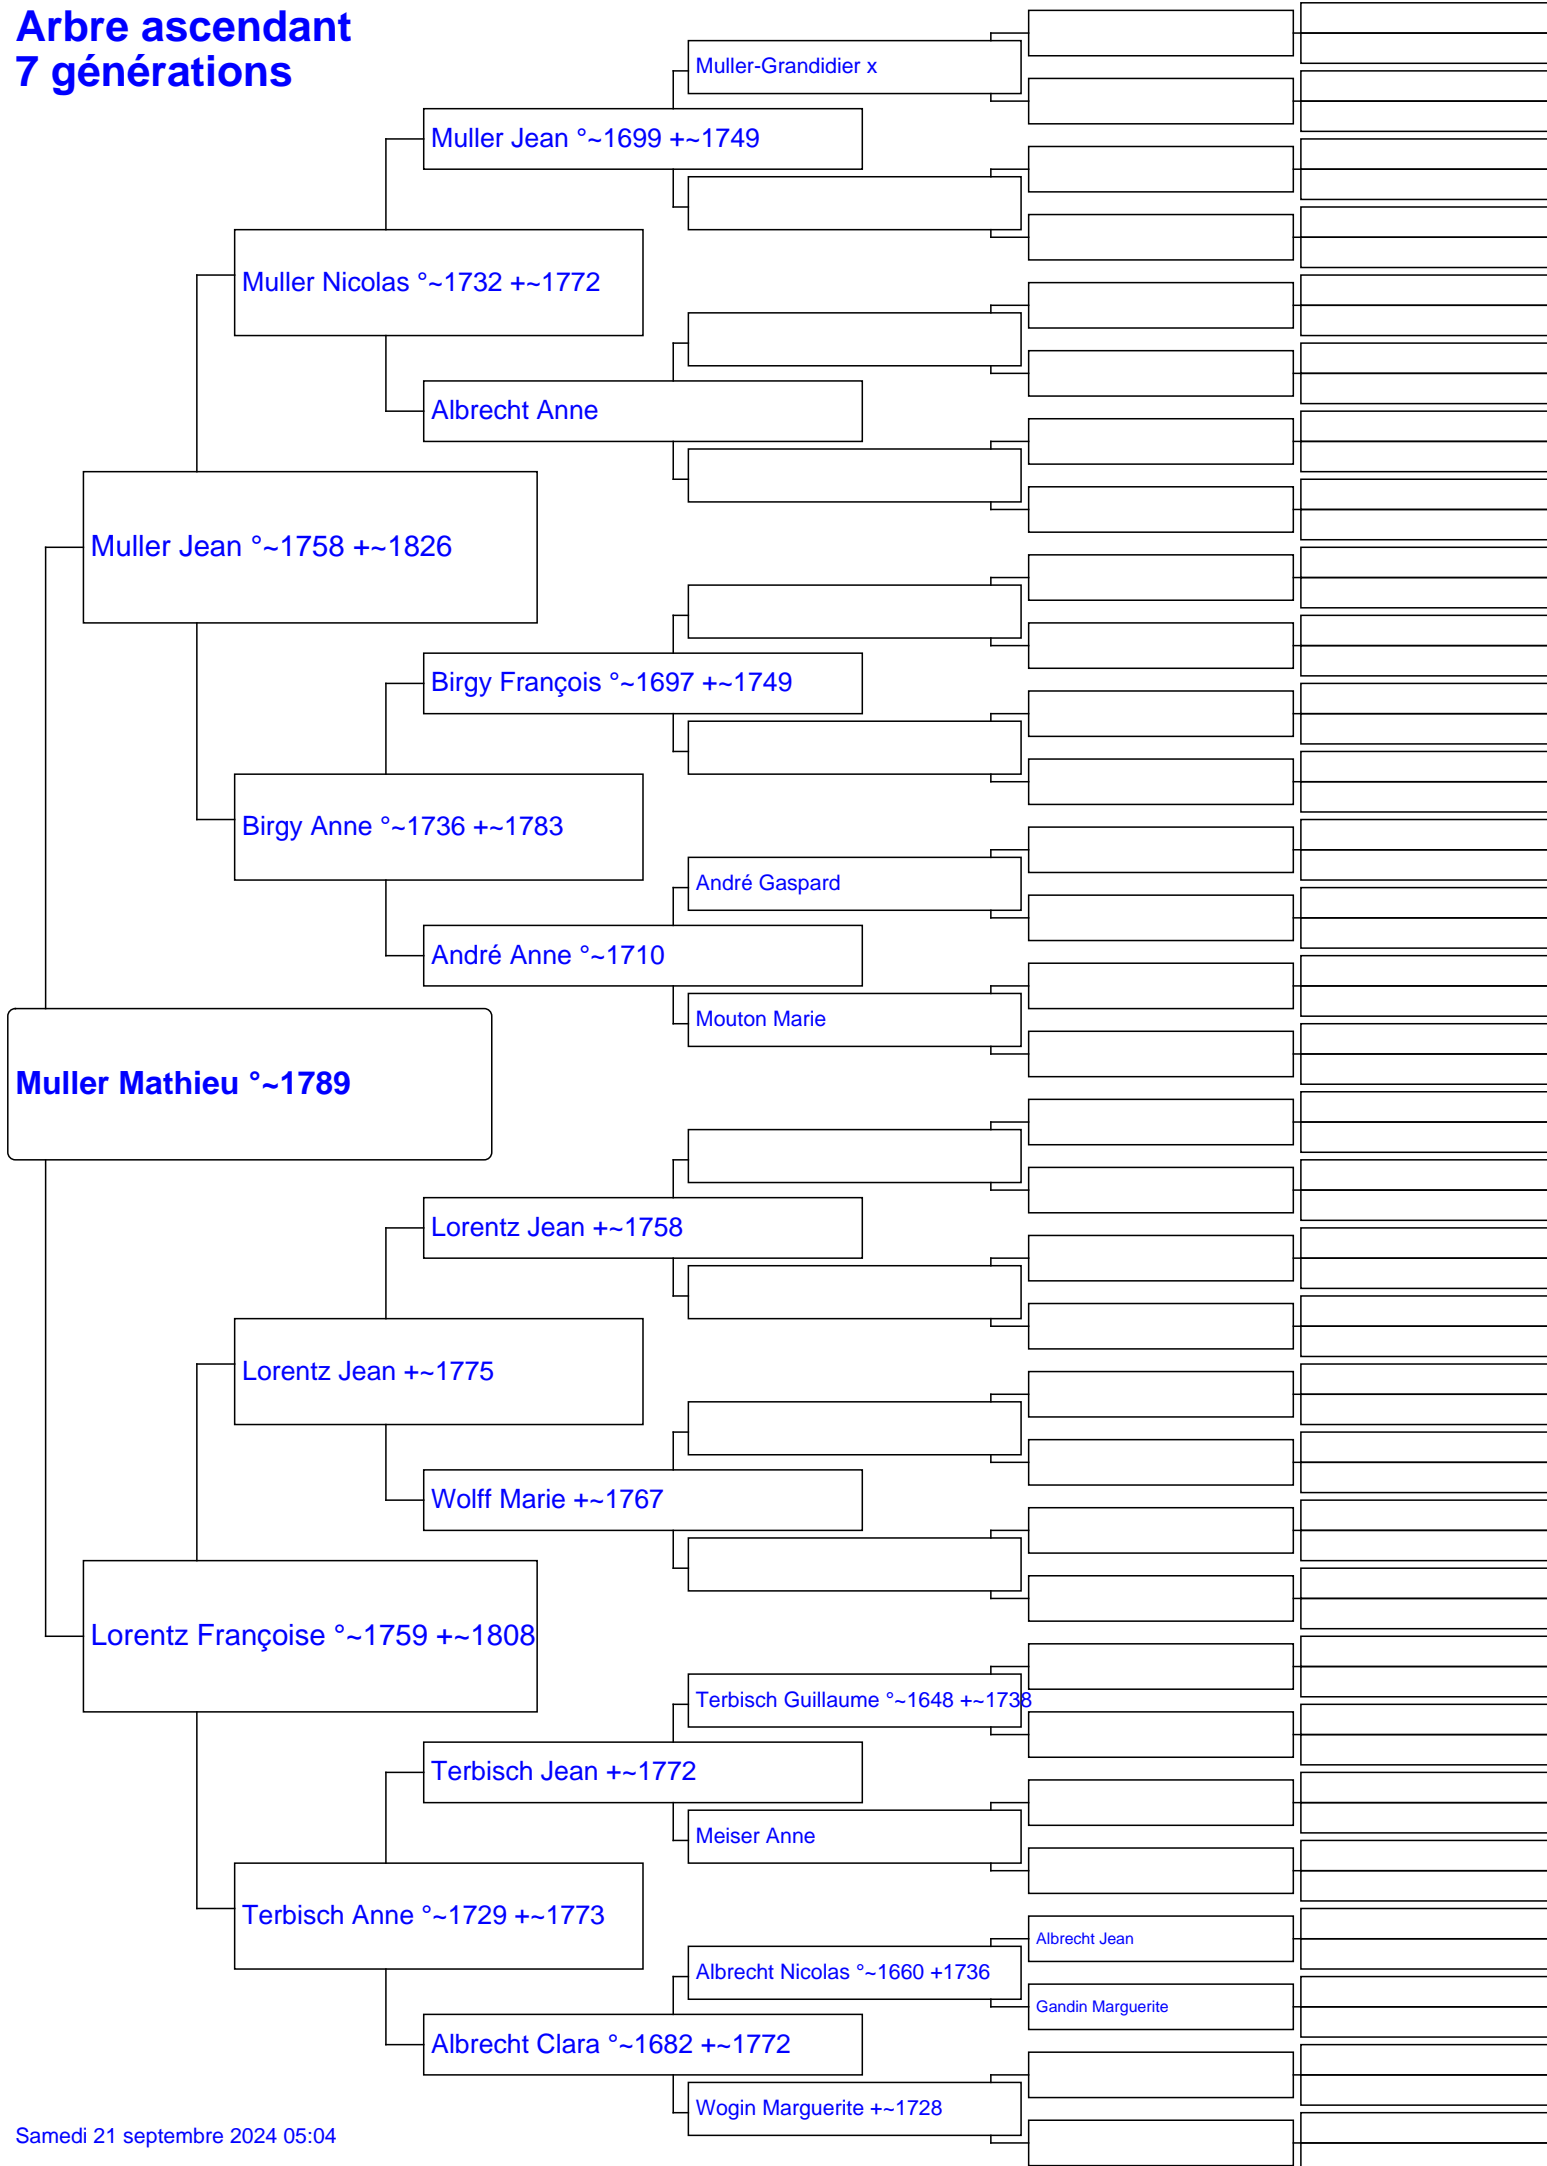 Arbre ascendant
7 générations
Muller-Grandidier x
Muller Jean °~1699 +~1749
Muller Nicolas °~1732 +~1772
Albrecht Anne
Muller Jean °~1758 +~1826
Birgy François °~1697 +~1749
Birgy Anne °~1736 +~1783
André Gaspard
André Anne °~1710
Mouton Marie
Muller Mathieu °~1789
Lorentz Jean +~1758
Lorentz Jean +~1775
Wolff Marie +~1767
Lorentz Françoise °~1759 +~1808
Terbisch Guillaume °~1648 +~1738
Terbisch Jean +~1772
Meiser Anne
Terbisch Anne °~1729 +~1773
Albrecht Jean
Albrecht Nicolas °~1660 +1736
Gandin Marguerite
Albrecht Clara °~1682 +~1772
Wogin Marguerite +~1728
Samedi 21 septembre 2024 05:04